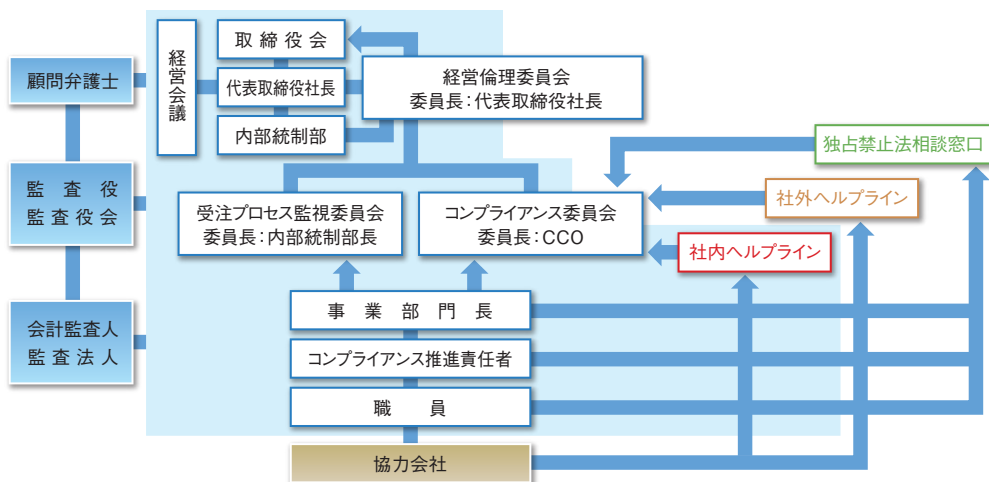 取締役会
経営会議
代表取締役社長
内部統制部
経営倫理委員会
委員長：代表取締役社長
顧問弁護士
監査役
監査役会
会計監査人
監査法人
受注プロセス監視委員会
委員長：内部統制部長
コンプライアンス委員会
委員長：CCO
独占禁止法相談窓口
社外ヘルプライン
社内ヘルプライン
事業部門長
コンプライアンス推進責任者
職員
協力会社